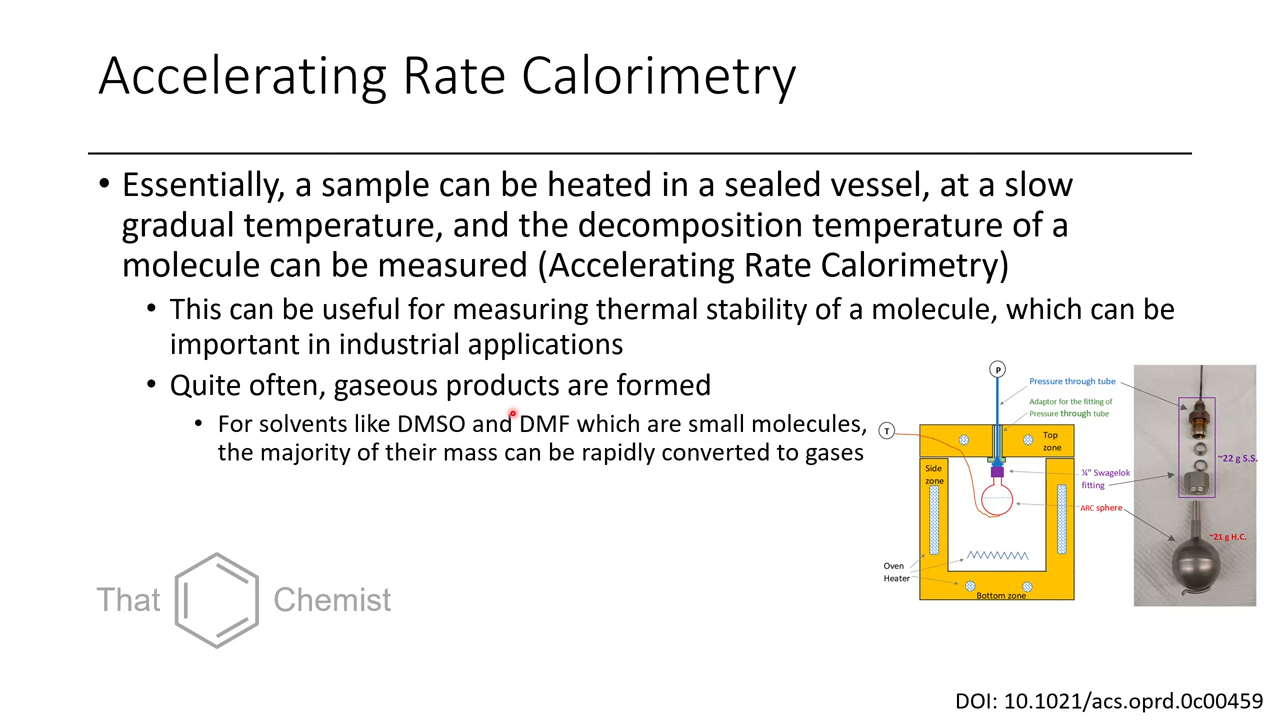 Accelerating Rate Calorimetry
• Essentially, a sample can be heated in a sealed vessel, at a slow
gradual temperature, and the decomposition temperature of a
molecule can be measured (Accelerating Rate Calorimetry)
• This can be useful for measuring thermal stability of a molecule, which can be
important in industrial applications
• Quite often, gaseous products are formed
• For solvents like DMSO and DMF which are small molecules,
the majority of their mass can be rapidly converted to gases
P
Pressure through tube
Adaptor for the fitting of
Pressure through tube
T
Top
zone
Side
zone
¼” Swagelok
fitting
ARC sphere
Oven
Heater
Bottom zone
~22 g S.S.
~21 g H.C.
That Chemist
DOI: 10.1021/acs.oprd.0c00459